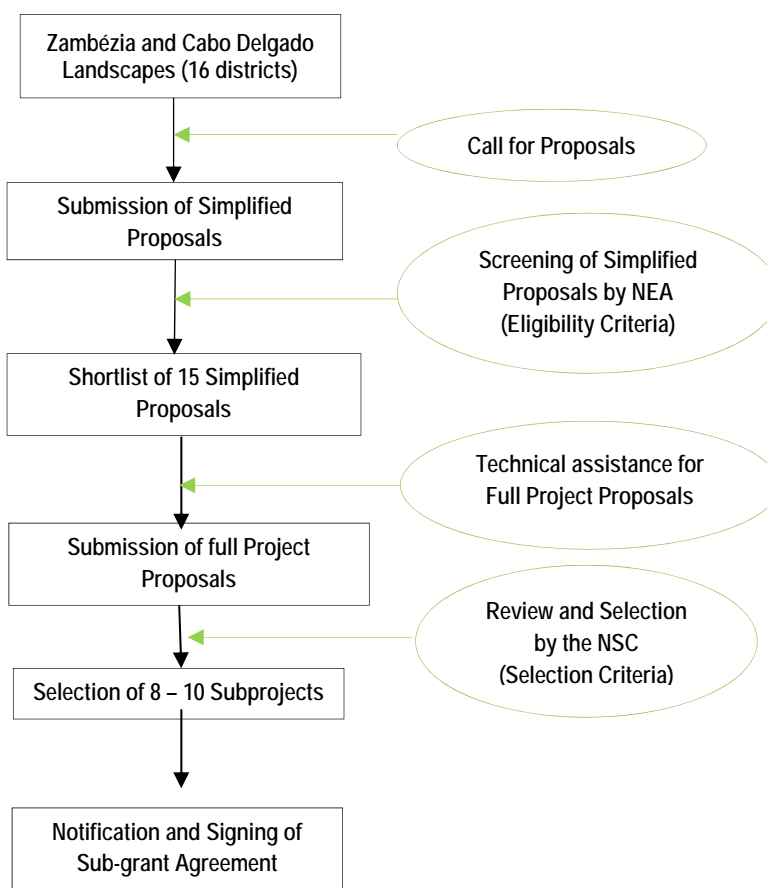 Zambézia and Cabo Delgado
Landscapes (16 districts)
Call for Proposals
Submission of Simplified
Proposals
Screening of Simplified
Proposals by NEA
(Eligibility Criteria)
Shortlist of 15 Simplified
Proposals
Technical assistance for
Full Project Proposals
Submission of full Project
Proposals
Review and Selection
by the NSC
(Selection Criteria)
Selection of 8 – 10 Subprojects
Notification and Signing of
Sub-grant Agreement